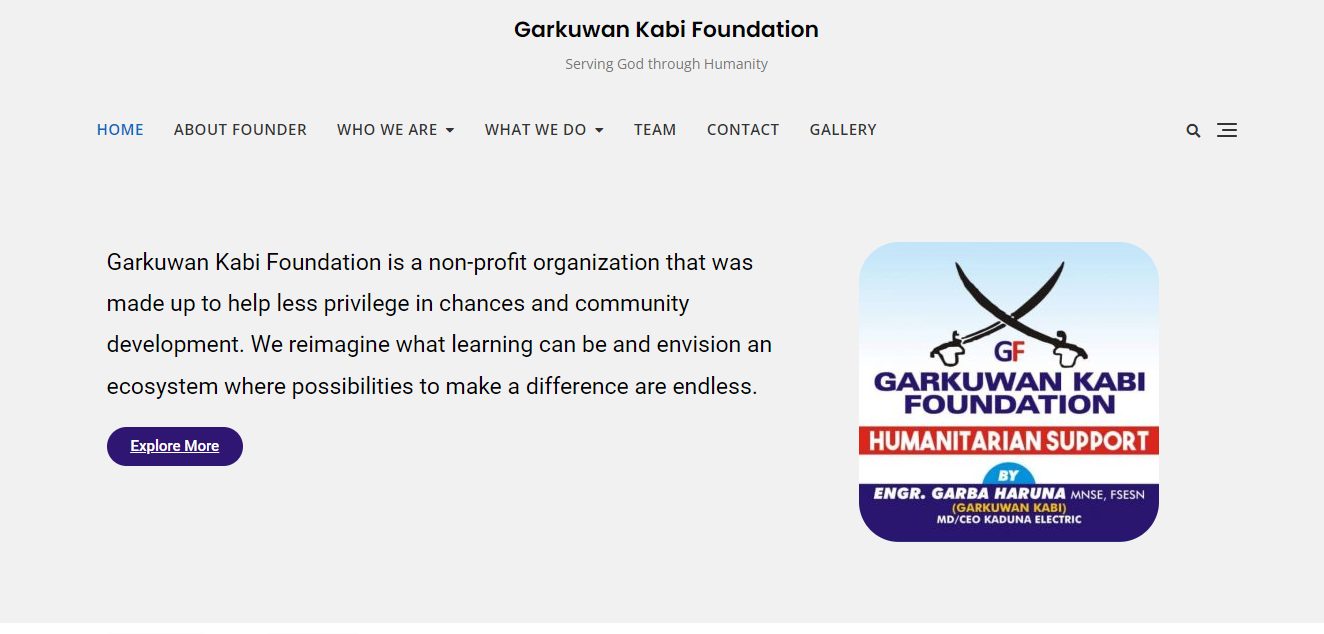 Garkuwan Kabi Foundation
Serving God through Humanity
HOME ABOUT FOUNDER WHO WE ARE WHAT WE DO TEAM CONTACT GALLERY
Garkuwan Kabi Foundation is a non-profit organization that was
made up to help less privilege in chances and community
development. We reimagine what learning can be and envision an
ecosystem where possibilities to make a difference are endless.
Explore More
GF
GARKUWAN KABI
FOUNDATION
HUMANITARIAN SUPPORT
BY
ENGR. GARBA HARUNA MNSE, FSESN
(GARKUWAN KABI)
MD/CEO KADUNA ELECTRIC